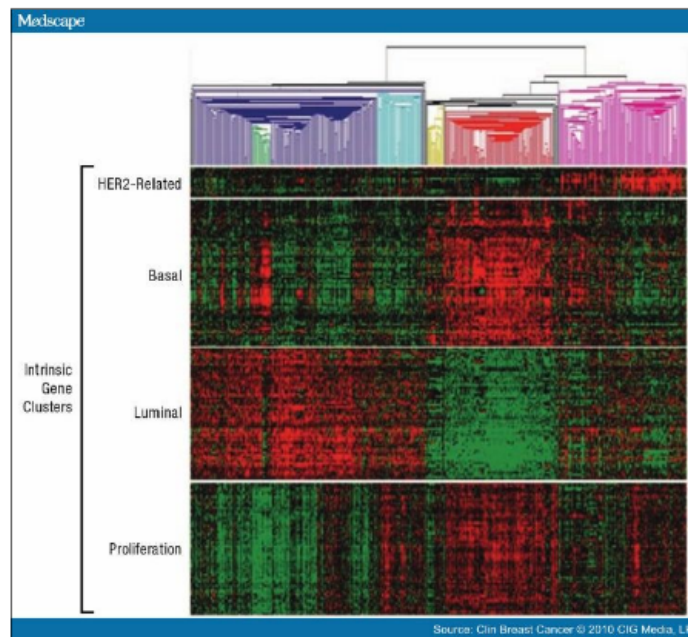 Medscape
HER2-Related
Basal
Intrinsic
Gene
Clusters
Luminal
Proliferation
Source: Clin Breast Cancer © 2010 CIG Media, L